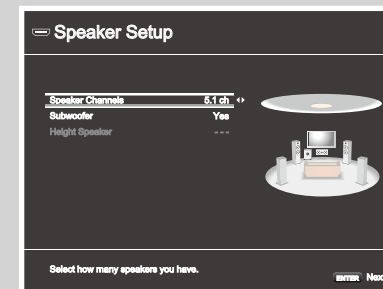 Speaker Setup
Speaker Channels 5.1 ch
Subwoofer Yes
Height Speaker ---
Select how many speakers you have.
ENTER